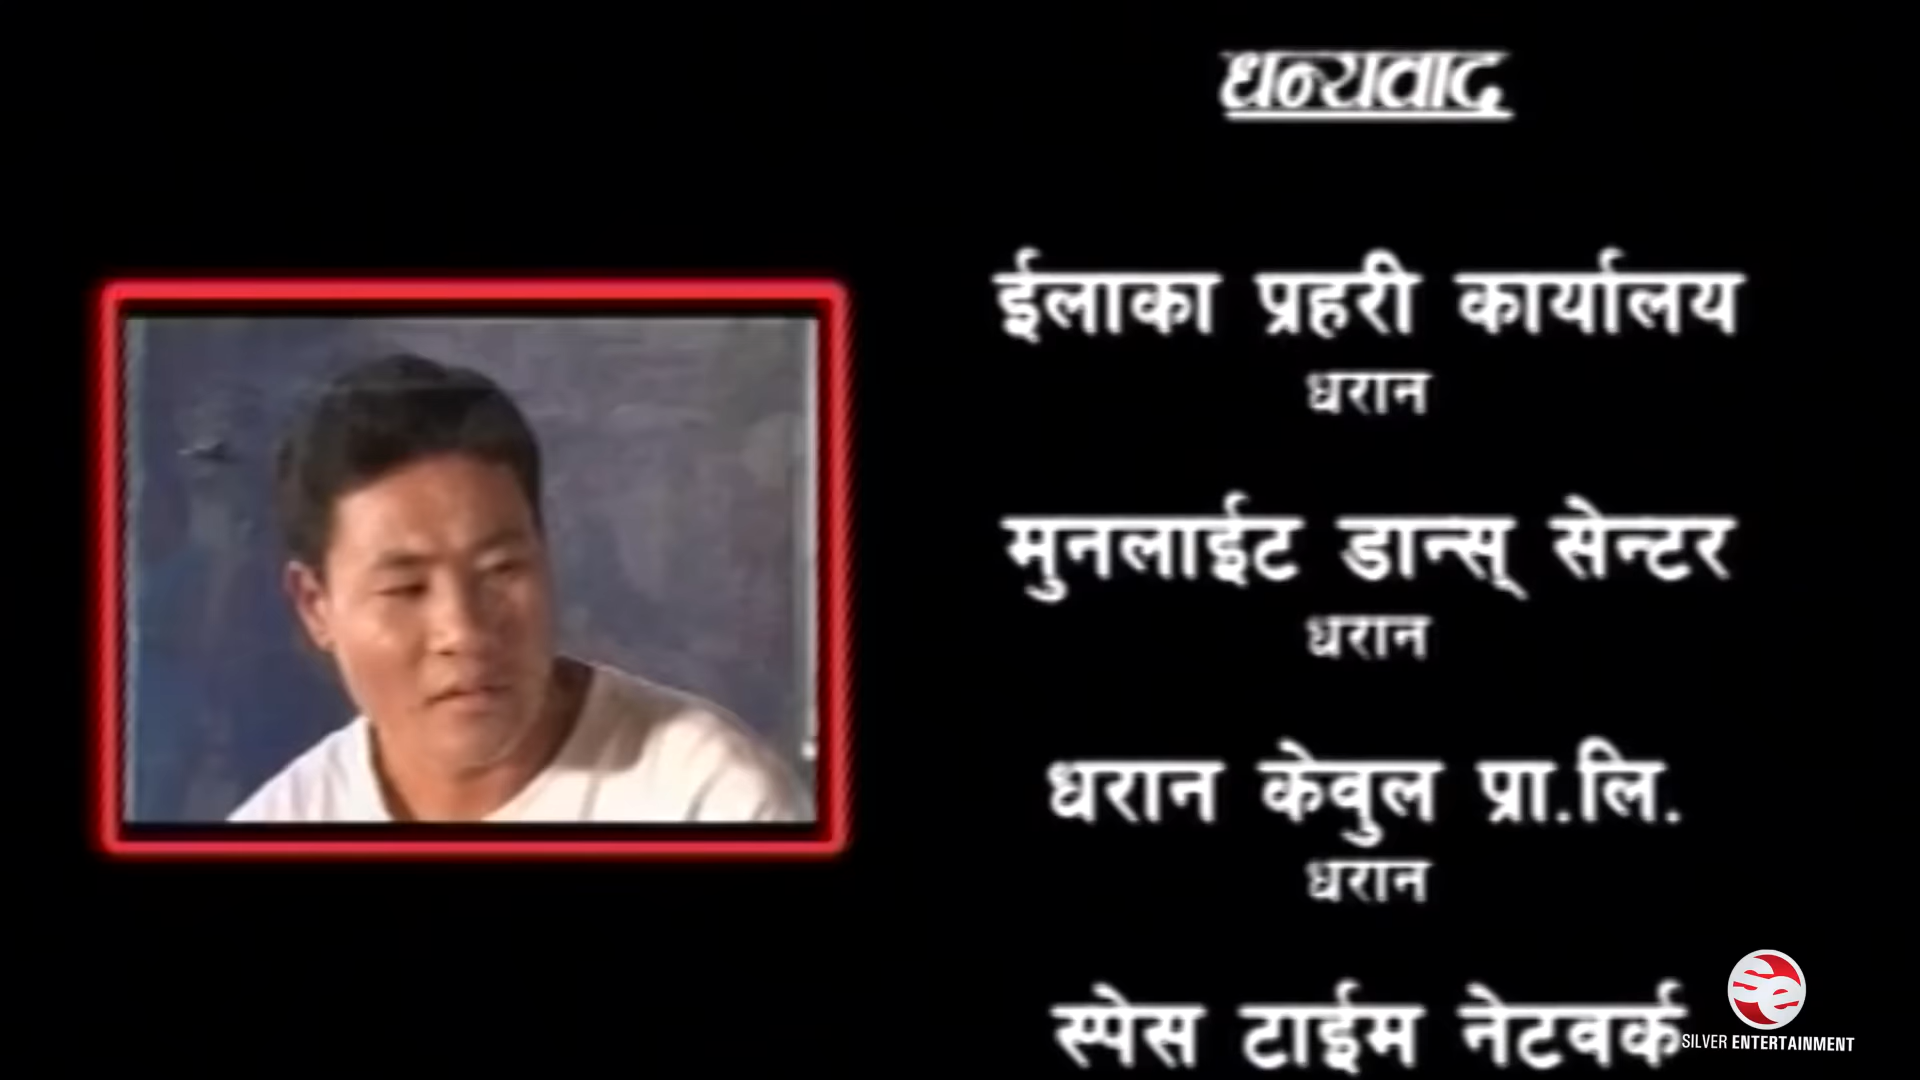 धन्यवाद
ईलाका प्रहरी कार्यालय
धरान
मुनलाईट डान्स् सेन्टर
धरान
धरान केवुल प्रा.लि.
धरान
स्पेस टाईम नेटवर्क
SILVER ENTERTAINMENT